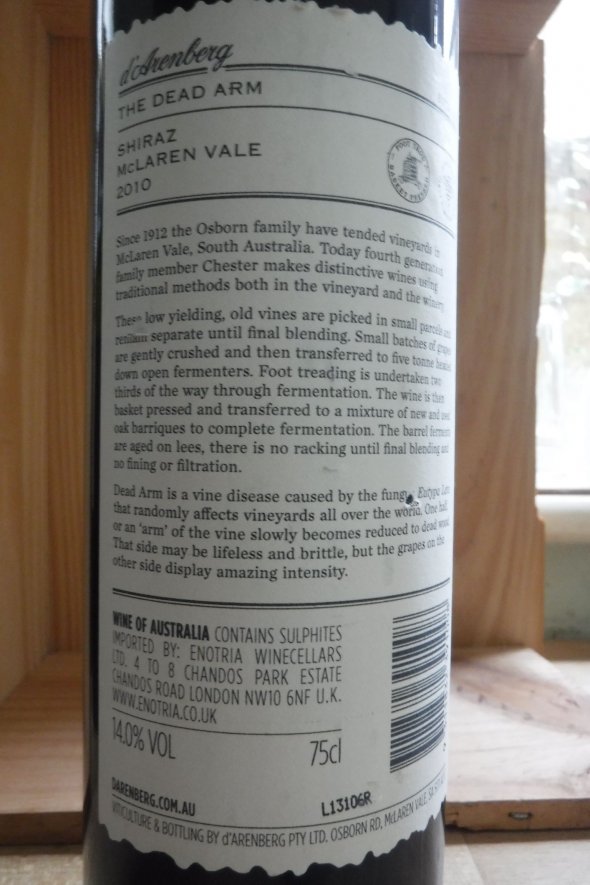 d'Arenberg
THE DEAD ARM
SHIRAZ
McLAREN VALE
2010
FOOT TROD
BASKET PRESSED
Since 1912 the Osborn family have tended vineyards in
McLaren Vale, South Australia. Today fourth generation
family member Chester makes distinctive wines using
traditional methods both in the vineyard and the winery.
These low yielding, old vines are picked in small parcels and
remain separate until final blending. Small batches of grapes
are gently crushed and then transferred to five tonne headed
down open fermenters. Foot treading is undertaken two
thirds of the way through fermentation. The wine is then
basket pressed and transferred to a mixture of new and used
oak barriques to complete fermentation. The barrel ferments
are aged on lees, there is no racking until final blending and
no fining or filtration.
Dead Arm is a vine disease caused by the fungus Eutypa Lata
that randomly affects vineyards all over the world. One half,
or an 'arm' of the vine slowly becomes reduced to dead wood.
That side may be lifeless and brittle, but the grapes on the
other side display amazing intensity.
WINE OF AUSTRALIA CONTAINS SULPHITES
IMPORTED BY: ENOTRIA WINECELLARS
LTD. 4 TO 8 CHANDOS PARK ESTATE
CHANDOS ROAD LONDON NW10 6NF U.K.
WWW.ENOTRIA.CO.UK
14.0% VOL 75cl
DARENBERG.COM.AU L13106R
VITICULTURE & BOTTLING BY d'ARENBERG PTY LTD. OSBORN RD, McLAREN VALE, SA